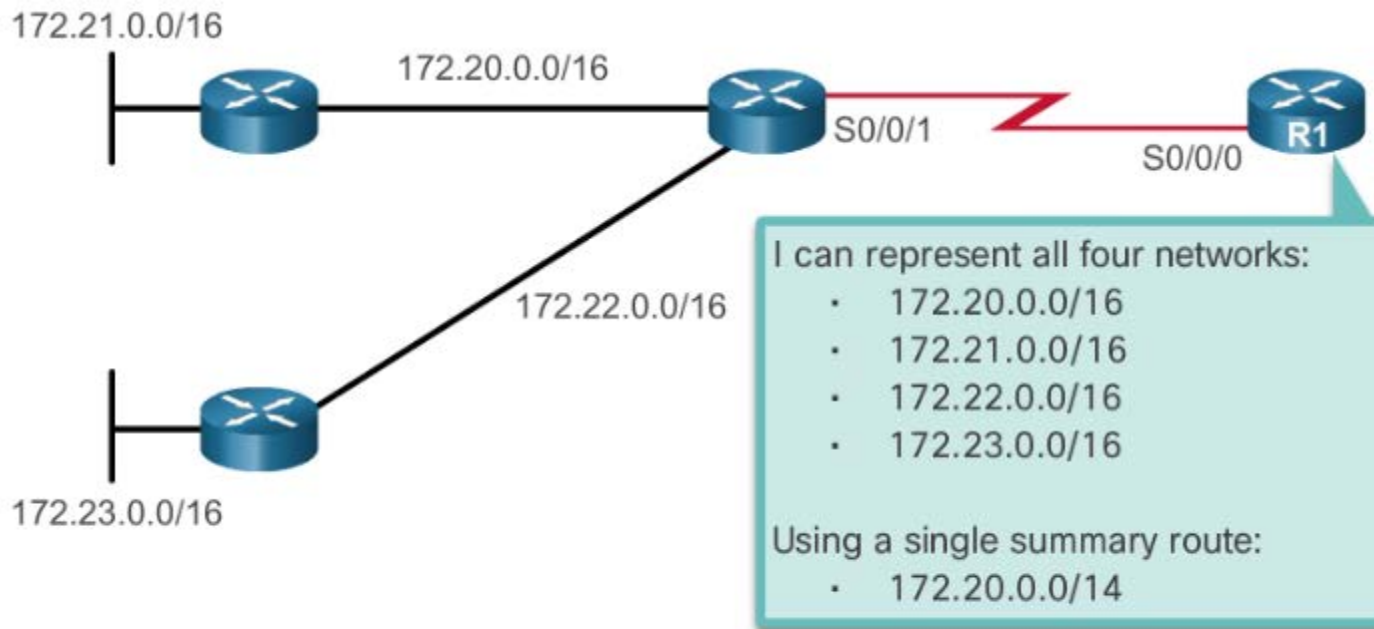 172.21.0.0/16
172.20.0.0/16
S0/0/1
S0/0/0
R1
172.22.0.0/16
172.23.0.0/16
I can represent all four networks:
· 172.20.0.0/16
· 172.21.0.0/16
· 172.22.0.0/16
· 172.23.0.0/16
Using a single summary route:
· 172.20.0.0/14